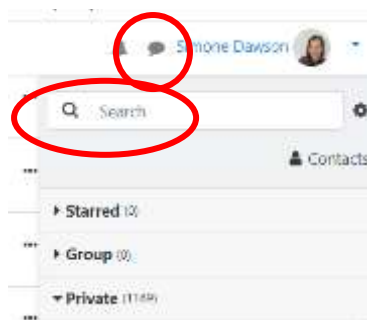 Simone Dawson
Search
Contacts
Starred (0)
Group (0)
Private (1169)